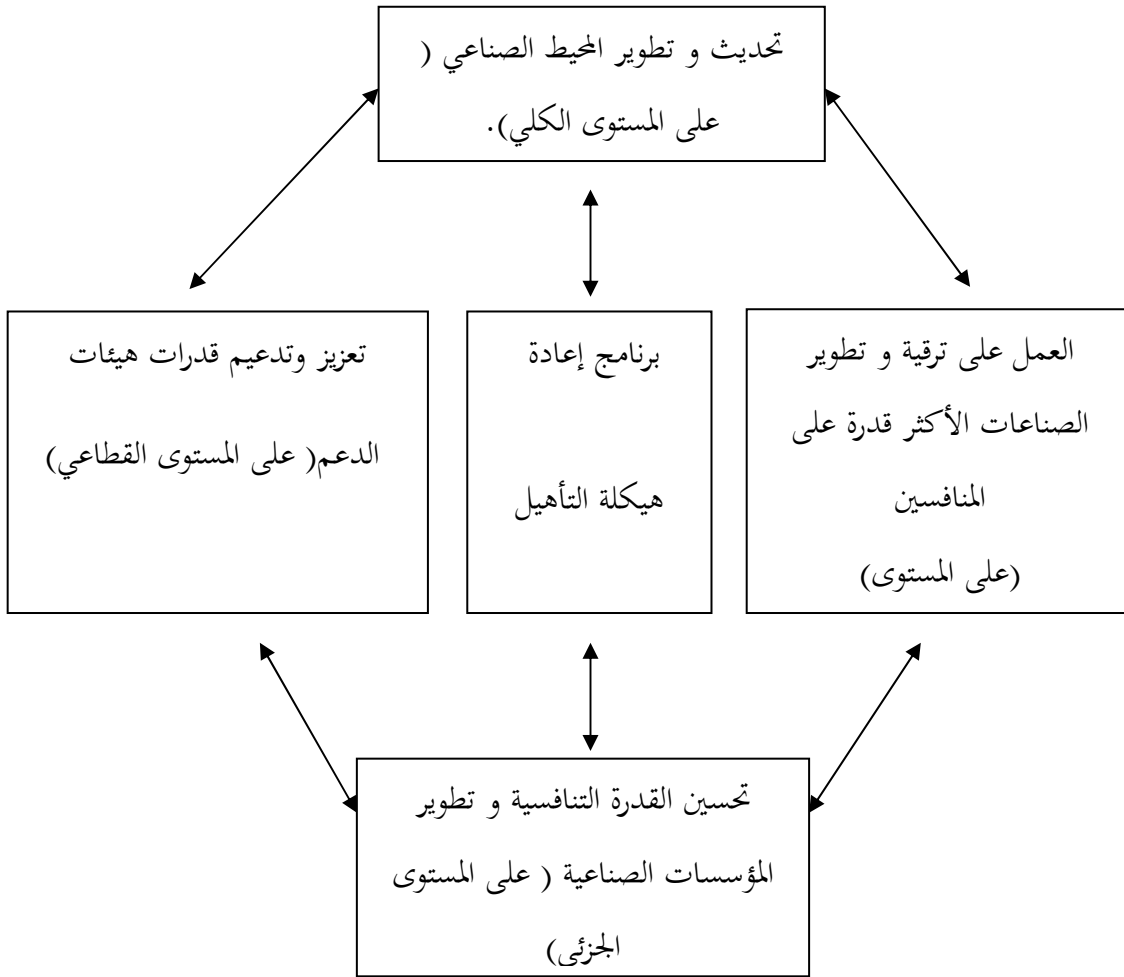 تحديث و تطوير المحيط الصناعي (
على المستوى الكلي).
العمل على ترقية و تطوير
الصناعات الأكثر قدرة على
المنافسين
(على المستوى)
برنامج إعادة
هيكلة التأهيل
تعزيز وتدعيم قدرات هيئات
الدعم( على المستوى القطاعي)
تحسين القدرة التنافسية و تطوير
المؤسسات الصناعية ( على المستوى
الجزئي)